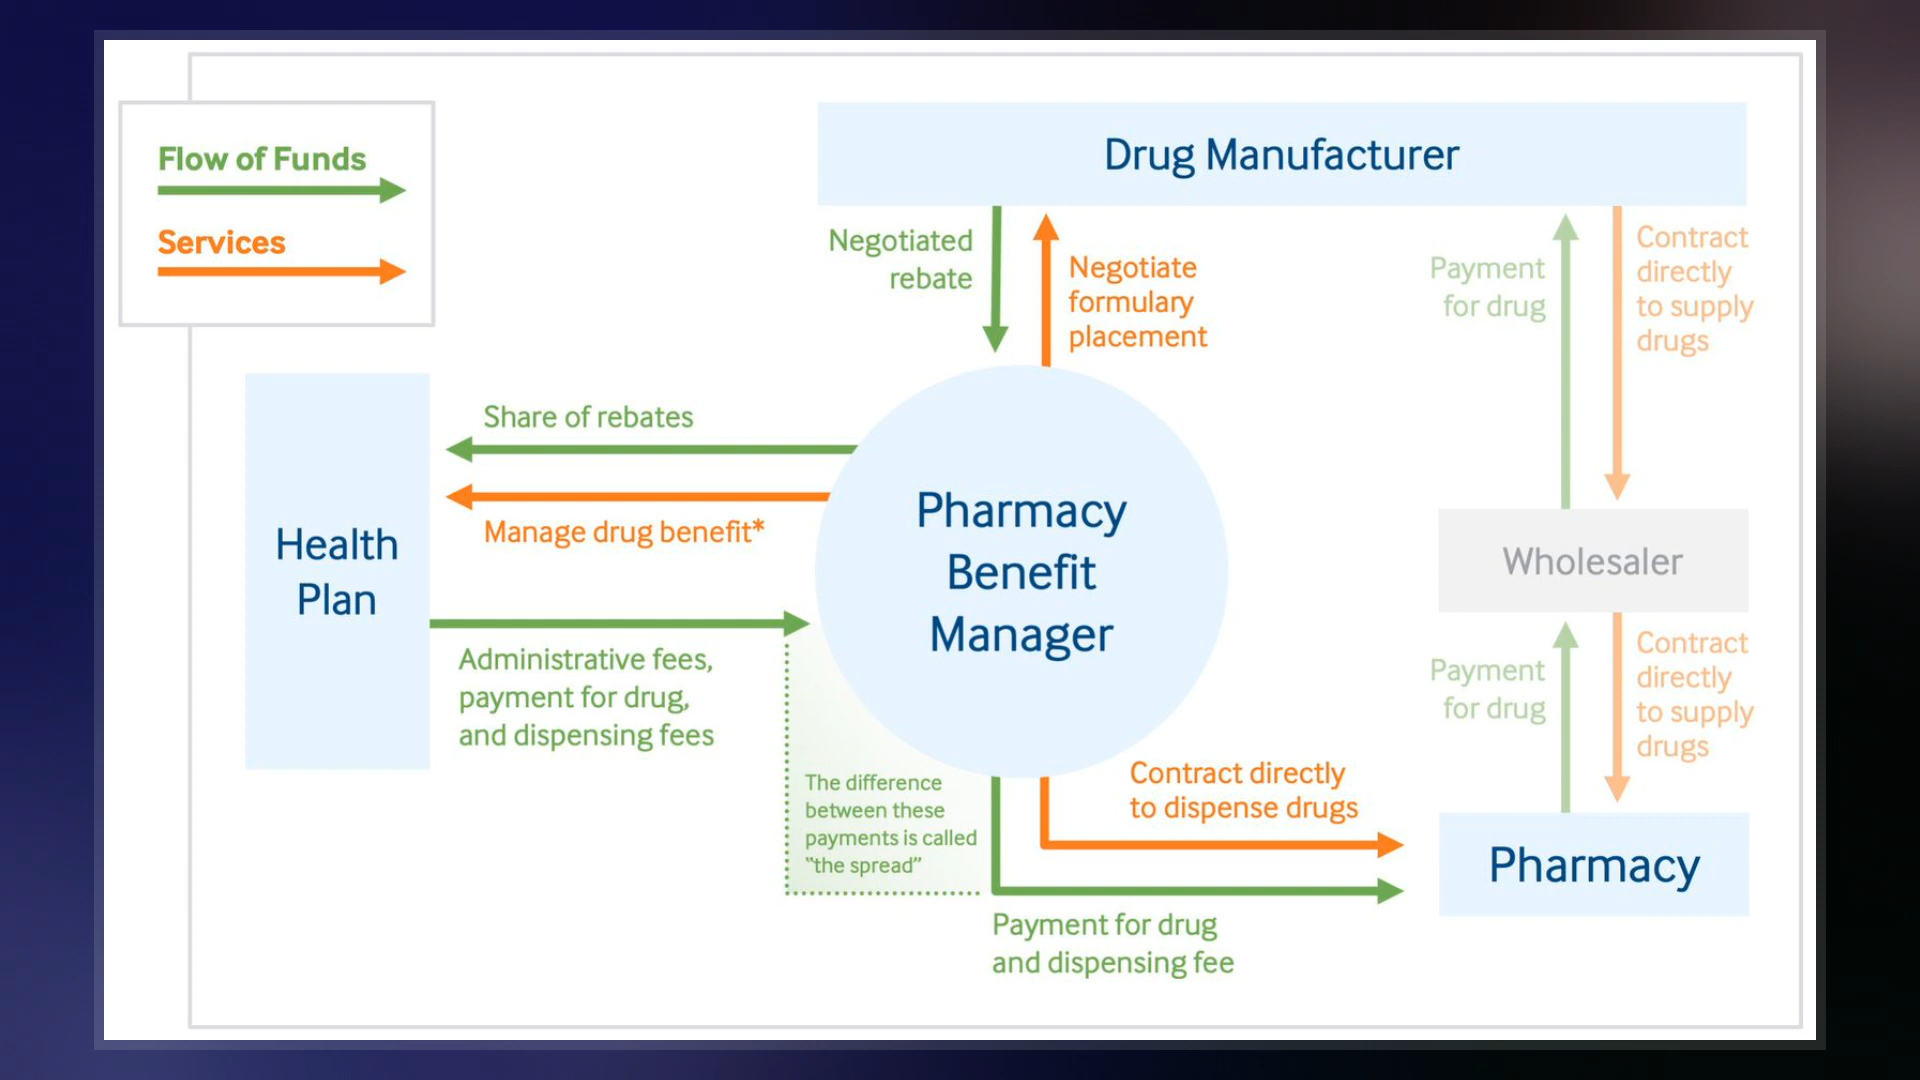 Flow of Funds
Services
Drug Manufacturer
Negotiated
rebate
Negotiate
formulary
placement
Payment
for drug
Contract
directly
to supply
drugs
Share of rebates
Manage drug benefit*
Health
Plan
Pharmacy
Benefit
Manager
Wholesaler
Administrative fees,
payment for drug,
and dispensing fees
Payment
for drug
Contract
directly
to supply
drugs
The difference
between these
payments is called
"the spread"
Contract directly
to dispense drugs
Pharmacy
Payment for drug
and dispensing fee